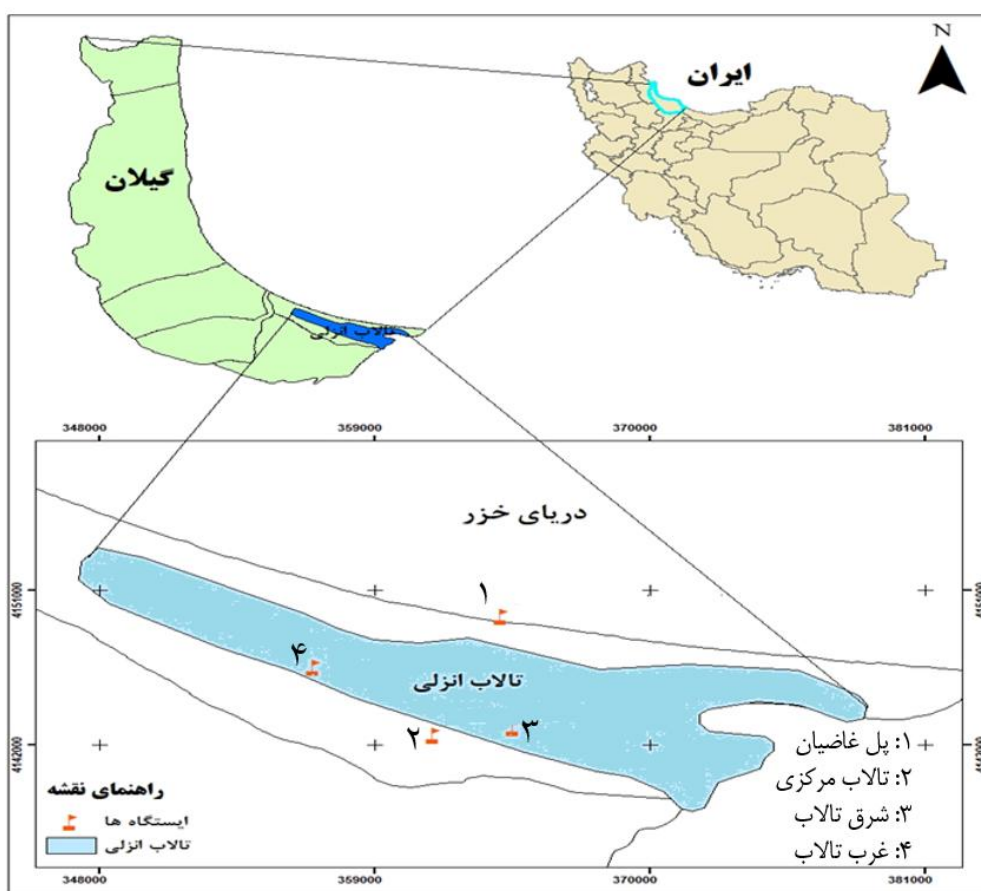 N
ایران
گیلان
تالاب انزلی
348000 359000 370000 381000
دریای خزر
4151000
4151000
۱
۴
تالاب انزلی
۲
۳
4142000
4142000
۱: پل غاضیان
۲: تالاب مرکزی
۳: شرق تالاب
۴: غرب تالاب
راهنمای نقشه
ایستگاه ها
تالاب انزلی
348000 359000 370000 381000